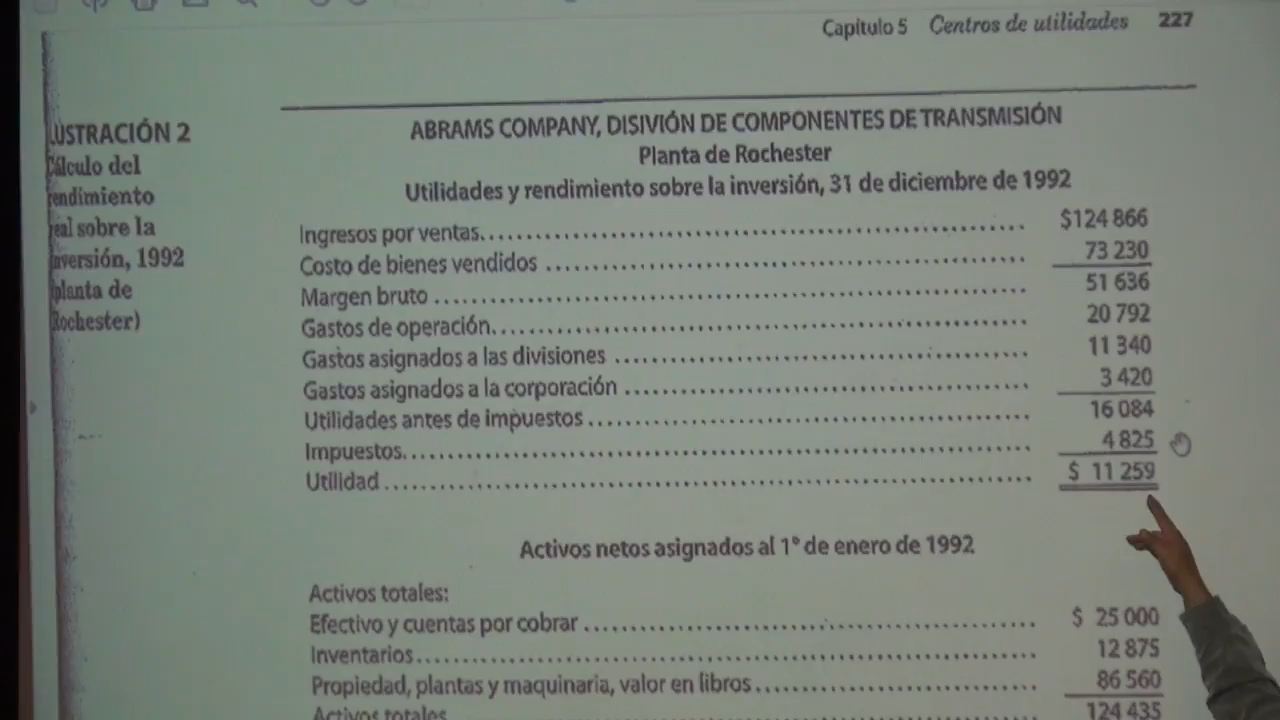 Capítulo 5 Centros de utilidades 227
LUSTRACIÓN 2
Cálculo del
rendimiento
real sobre la
inversión, 1992
planta de
Rochester)
ABRAMS COMPANY, DISIVIÓN DE COMPONENTES DE TRANSMISIÓN
Planta de Rochester
Utilidades y rendimiento sobre la inversión, 31 de diciembre de 1992
Ingresos por ventas $124 866
Costo de bienes vendidos 73 230
Margen bruto 51 636
Gastos de operación 20 792
Gastos asignados a las divisiones 11 340
Gastos asignados a la corporación 3 420
Utilidades antes de impuestos 16 084
Impuestos 4 825
Utilidad $ 11 259
Activos netos asignados al 1° de enero de 1992
Activos totales:
Efectivo y cuentas por cobrar $ 25 000
Inventarios 12 875
Propiedad, plantas y maquinaria, valor en libros 86 560
Activos totales 124 435